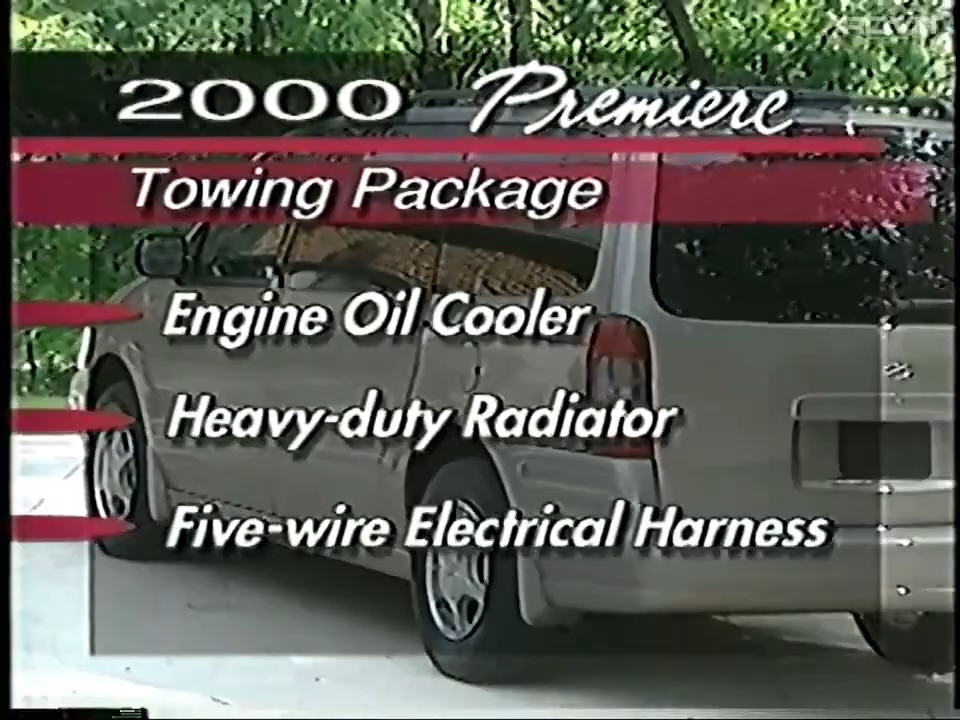 2000 Premiere
Towing Package
Engine Oil Cooler
Heavy-duty Radiator
Five-wire Electrical Harness